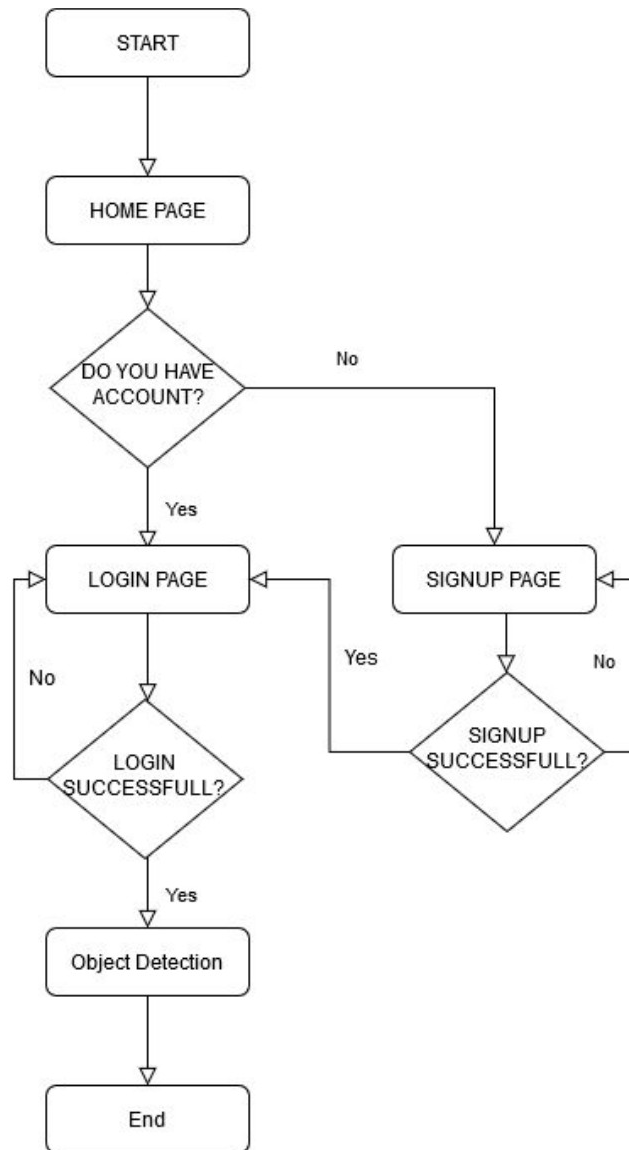 START
HOME PAGE
DO YOU HAVE
ACCOUNT?
No
Yes
LOGIN PAGE
SIGNUP PAGE
Yes
No
No
SIGNUP
SUCCESSFULL?
LOGIN
SUCCESSFULL?
Yes
Object Detection
End